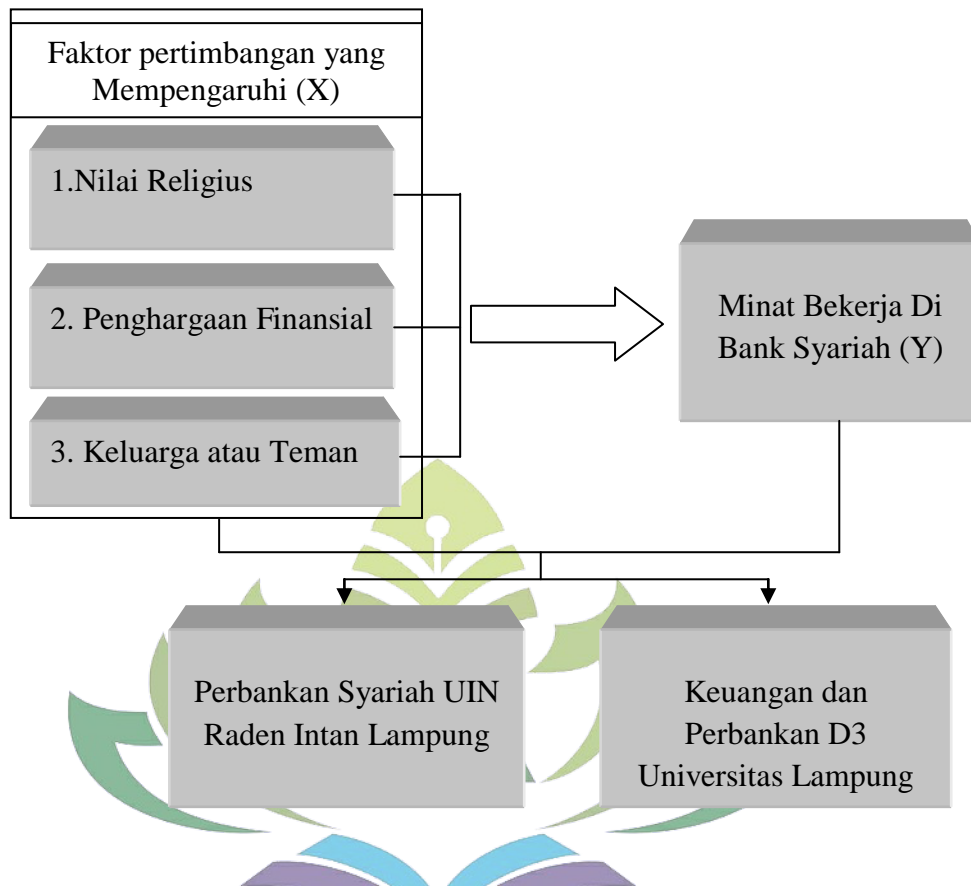 Faktor pertimbangan yang
Mempengaruhi (X)
1.Nilai Religius
2. Penghargaan Finansial
3. Keluarga atau Teman
Minat Bekerja Di
Bank Syariah (Y)
Perbankan Syariah UIN
Raden Intan Lampung
Keuangan dan
Perbankan D3
Universitas Lampung